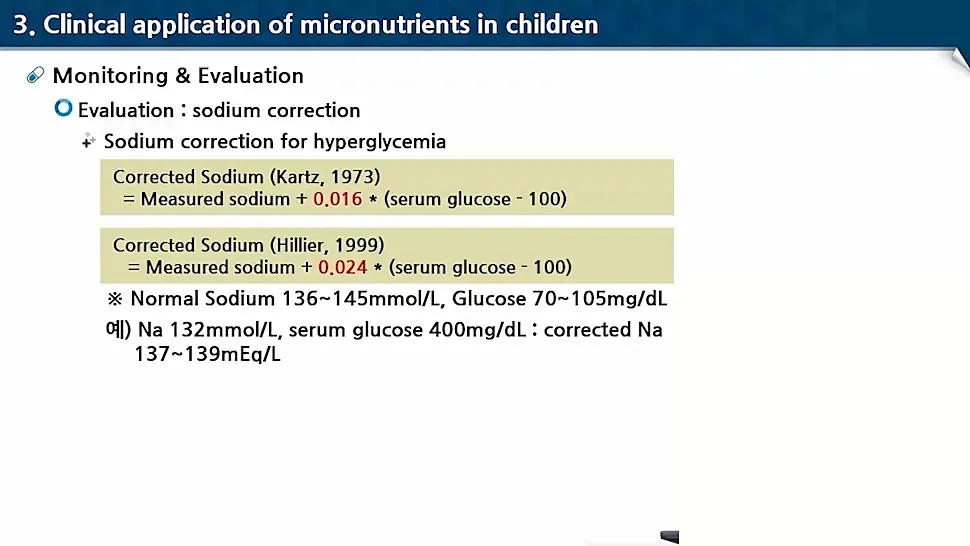 3. Clinical application of micronutrients in children
Monitoring & Evaluation
Evaluation : sodium correction
Sodium correction for hyperglycemia
Corrected Sodium (Kartz, 1973)
= Measured sodium + 0.016 * (serum glucose - 100)
Corrected Sodium (Hillier, 1999)
= Measured sodium + 0.024 * (serum glucose - 100)
※ Normal Sodium 136~145mmol/L, Glucose 70~105mg/dL
예) Na 132mmol/L, serum glucose 400mg/dL : corrected Na
137~139mEq/L